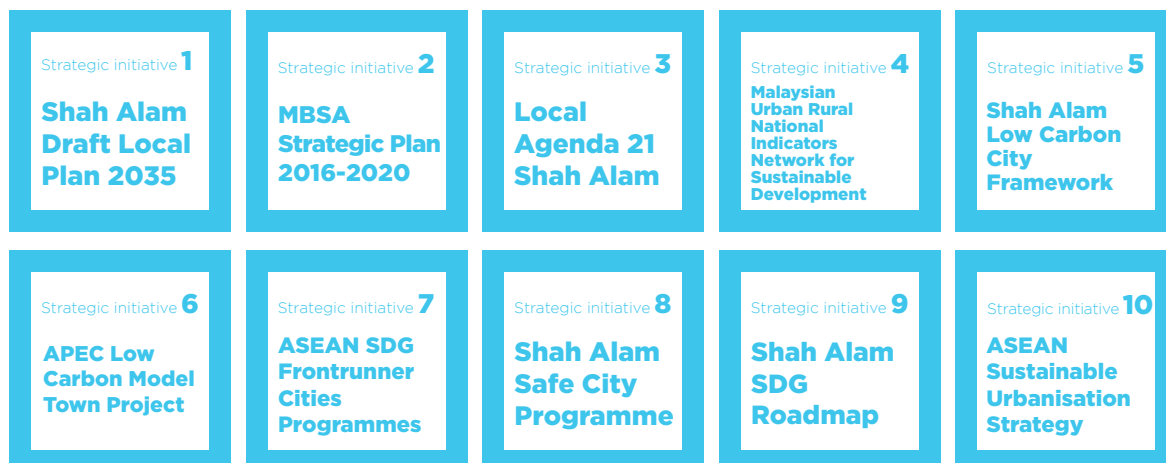 Strategic initiative 1
Shah Alam
Draft Local
Plan 2035
Strategic initiative 2
MBSA
Strategic Plan
2016-2020
Strategic initiative 3
Local
Agenda 21
Shah Alam
Strategic initiative 4
Malaysian
Urban Rural
National
Indicators
Network for
Sustainable
Development
Strategic initiative 5
Shah Alam
Low Carbon
City
Framework
Strategic initiative 6
APEC Low
Carbon Model
Town Project
Strategic initiative 7
ASEAN SDG
Frontrunner
Cities
Programmes
Strategic initiative 8
Shah Alam
Safe City
Programme
Strategic initiative 9
Shah Alam
SDG
Roadmap
Strategic initiative 10
ASEAN
Sustainable
Urbanisation
Strategy